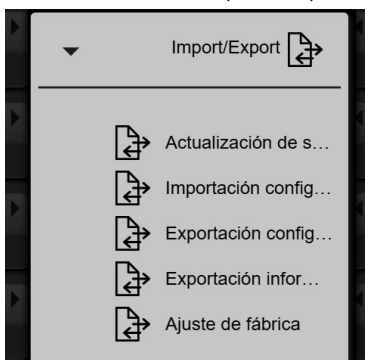 Import/Export
Actualización de s...
Importación config...
Exportación config...
Exportación infor...
Ajuste de fábrica